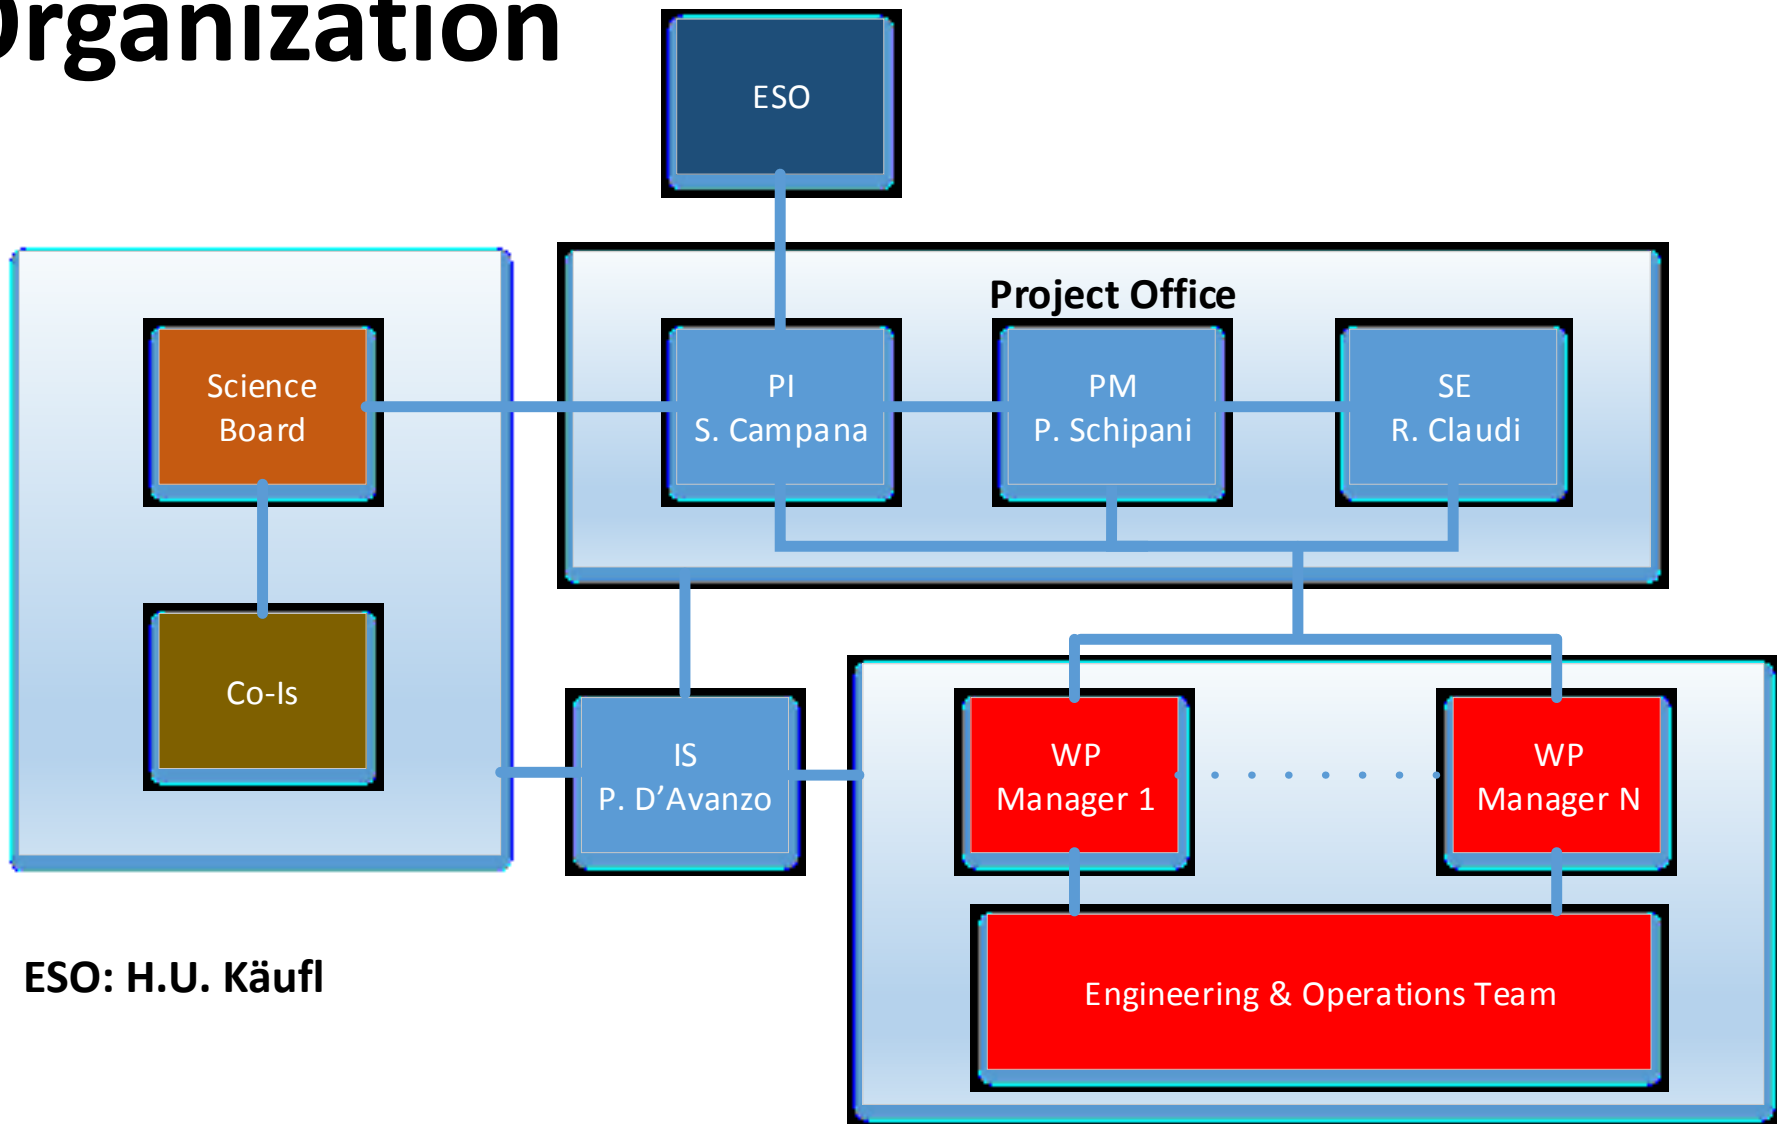 Organization
ESO
Project Office
Science
Board
PI
S. Campana
PM
P. Schipani
SE
R. Claudi
Co-Is
IS
P. D’Avanzo
WP
Manager 1
WP
Manager N
Engineering & Operations Team
ESO: H.U. Käufl